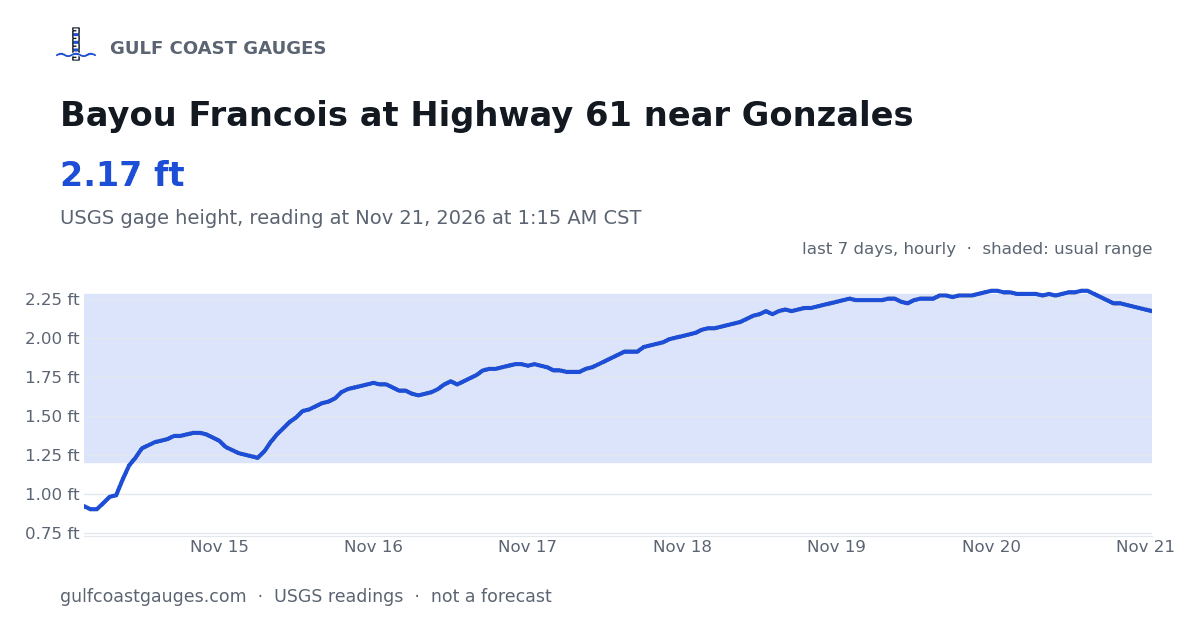 GULF COAST GAUGES
Bayou Francois at Highway 61 near Gonzales
2.17 ft
USGS gage height, reading at Nov 21, 2026 at 1:15 AM CST
last 7 days, hourly · shaded: usual range
2.25 ft
2.00 ft
1.75 ft
1.50 ft
1.25 ft
1.00 ft
0.75 ft
Nov 15 Nov 16 Nov 17 Nov 18 Nov 19 Nov 20 Nov 21
gulfcoastgauges.com · USGS readings · not a forecast